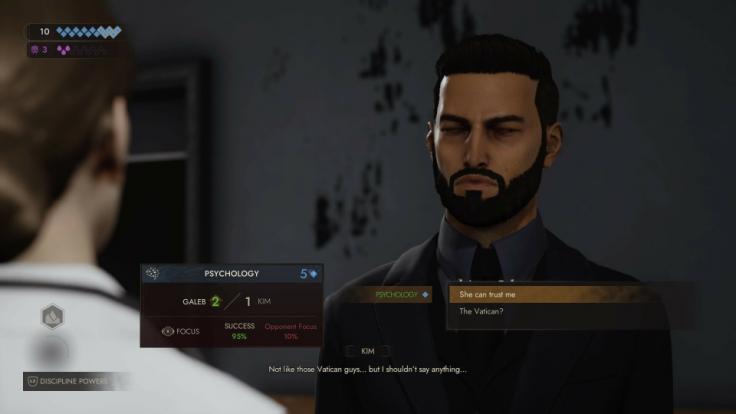 10
3
PSYCHOLOGY 5
GALEB 2 / 1 KIM
FOCUS
SUCCESS
95%
Opponent Focus
10%
PSYCHOLOGY
She can trust me
The Vatican?
KIM
Not like those Vatican guys... but I shouldn't say anything...
DISCIPLINE POWERS